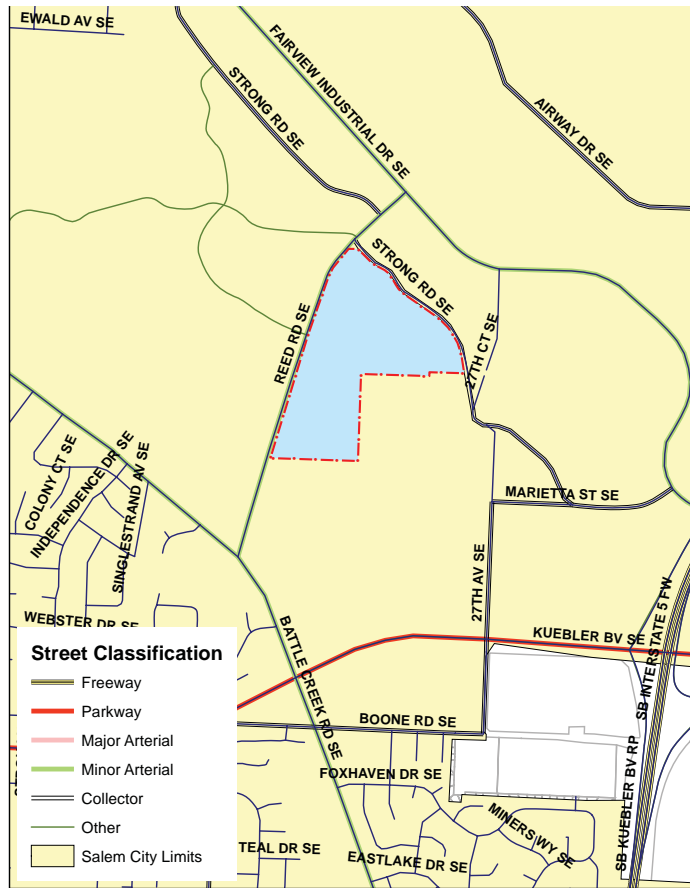 EWALD AV SE
FAIRVIEW INDUSTRIAL DR SE
STRONG RD SE
AIRWAY DR SE
STRONG RD SE
REED RD SE
27TH CT SE
COLONY CT SE
INDEPENDENCE DR SE
SINGLESTRAND AV SE
MARIETTA ST SE
27TH AV SE
SB INTERSTATE 5 FW
WEBSTER DR SE
BATTLE CREEK RD SE
KUEBLER BV SE
Street Classification
Freeway
Parkway
Major Arterial
Minor Arterial
Collector
Other
Salem City Limits
BOONE RD SE
FOXHAVEN DR SE
SB KUEBLER BV RP
MINERS WY SE
TEAL DR SE
EASTLAKE DR SE